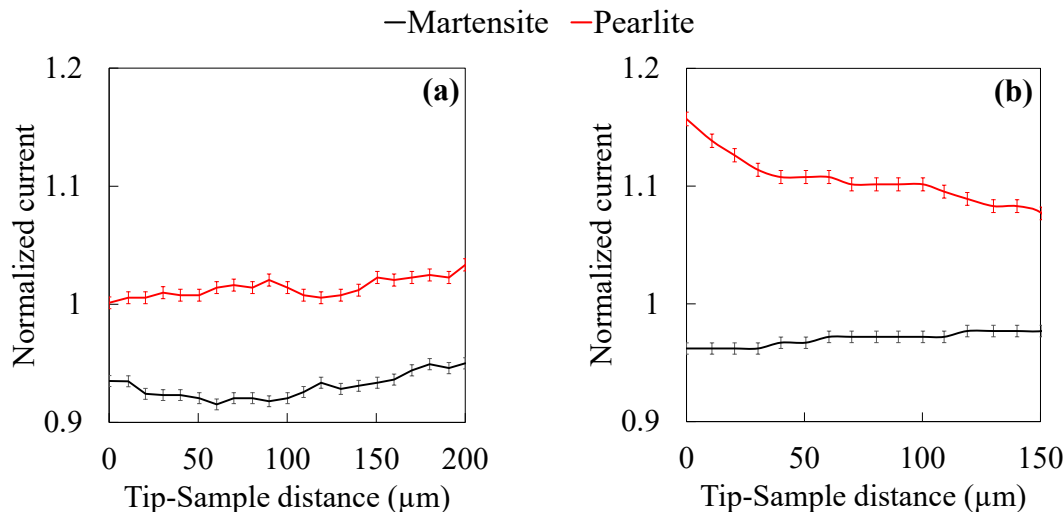 Martensite Pearlite
(a)
1.2
1.1
1
0.9
Normalized current
0 50 100 150 200
Tip-Sample distance (µm)
(b)
1.2
1.1
1
0.9
Normalized current
0 50 100 150
Tip-Sample distance (µm)